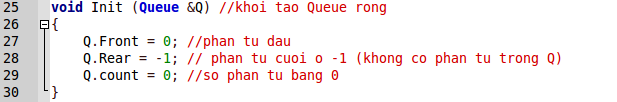 25 void Init (Queue &Q) //khoi tao Queue rong
26 {
27 Q.Front = 0; //phan tu dau
28 Q.Rear = -1; // phan tu cuoi o -1 (khong co phan tu trong Q)
29 Q.count = 0; //so phan tu bang 0
30 }